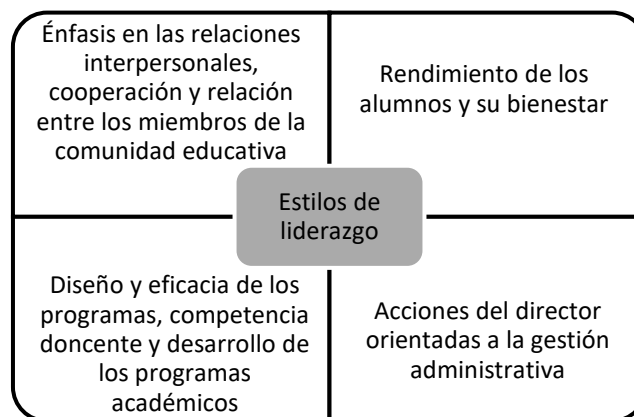 Énfasis en las relaciones
interpersonales,
cooperación y relación
entre los miembros de la
comunidad educativa
Rendimiento de los
alumnos y su bienestar
Estilos de
liderazgo
Diseño y eficacia de los
programas, competencia
doncente y desarrollo de
los programas
académicos
Acciones del director
orientadas a la gestión
administrativa